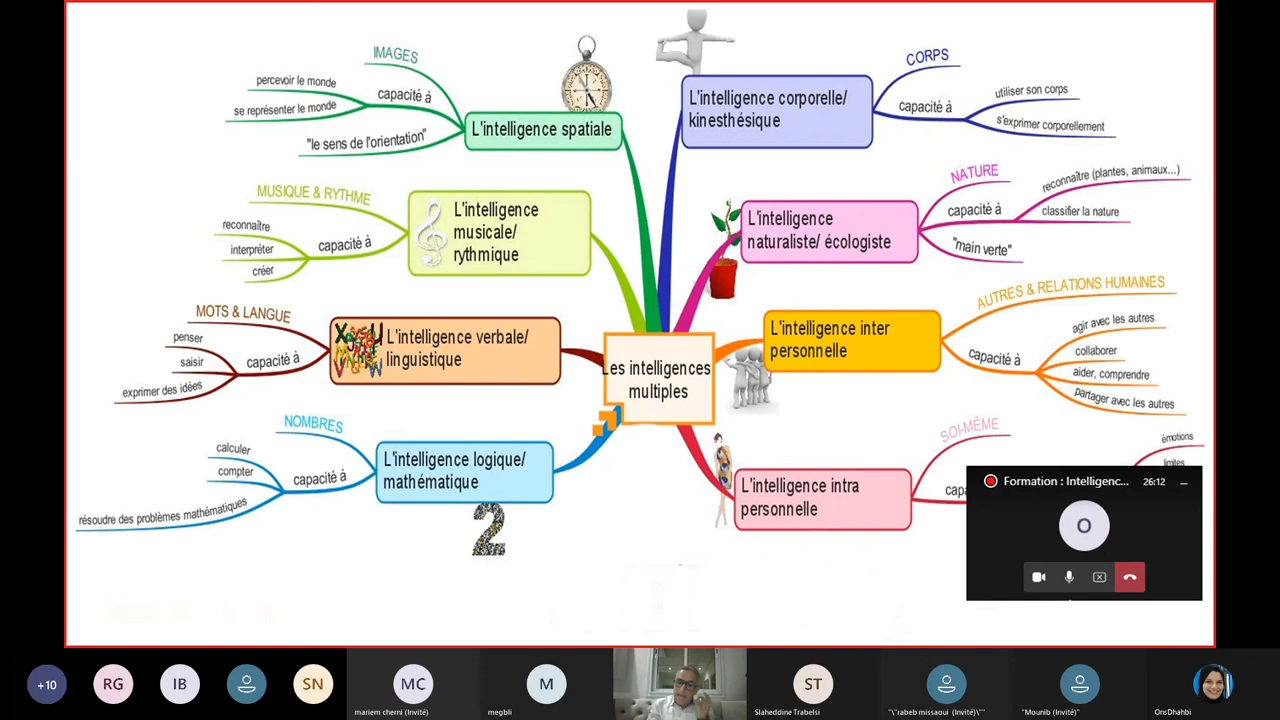 IMAGES
percevoir le monde
capacité à
se représenter le monde
"le sens de l'orientation"
L'intelligence spatiale
MUSIQUE & RYTHME
reconnaître
interpréter
capacité à
créer
L'intelligence
musicale/
rythmique
MOTS & LANGUE
penser
saisir
capacité à
exprimer des idées
L'intelligence verbale/
linguistique
NOMBRES
calculer
compter
capacité à
résoudre des problèmes mathématiques
L'intelligence logique/
mathématique
2
Les intelligences
multiples
L'intelligence corporelle/
kinesthésique
CORPS
capacité à
utiliser son corps
s'exprimer corporellement
L'intelligence
naturaliste/ écologiste
NATURE
capacité à
reconnaître (plantes, animaux...)
classifier la nature
"main verte"
L'intelligence inter
personnelle
AUTRES & RELATIONS HUMAINES
capacité à
agir avec les autres
collaborer
aider, comprendre
partager avec les autres
L'intelligence intra
personnelle
SOI-MÊME
capa
émotions
limites
Formation : Intelligenc...
26:12
O
+10
RG
IB
SN
MC
mariem cherni (Invité)
M
megbli
ST
Slaheddine Trabelsi
"\"rabeb missaoui (Invité)\""
"Mounib (Invité)"
OnsDhahbi